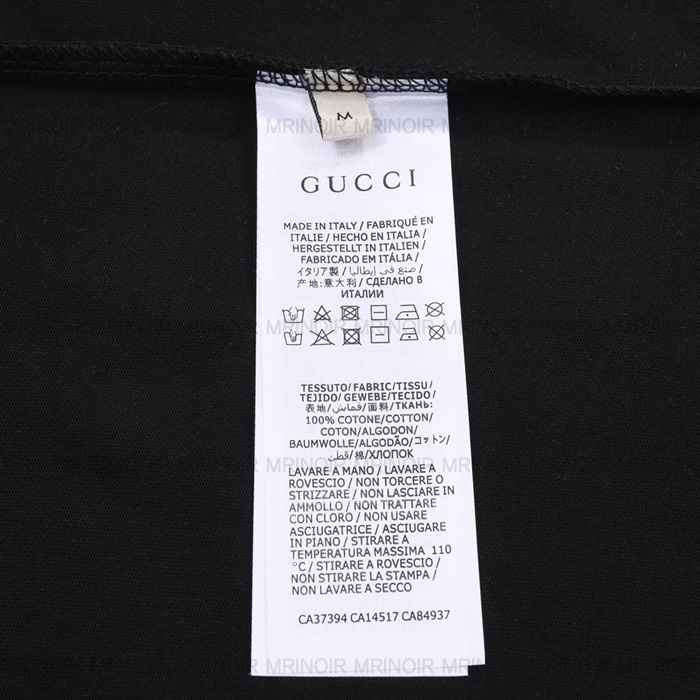 M
GUCCI
MADE IN ITALY / FABRIQUÉ EN
ITALIE / HECHO EN ITALIA /
HERGESTELLT IN ITALIEN /
FABRICADO EM ITÁLIA /
イタリア製 / صنع في إيطاليا /
产地:意大利 / СДЕЛАНО В
ИТАЛИИ
TESSUTO/ FABRIC/TISSU/
TEJIDO/ GEWEBE/TECIDO/
表地/قماش/面料/ТКАНЬ:
100% COTONE/COTTON/
COTON/ALGODON/
BAUMWOLLE/ALGODÃO/コットン/
قطن/棉/ХЛОПОК
LAVARE A MANO / LAVARE A
ROVESCIO / NON TORCERE O
STRIZZARE / NON LASCIARE IN
AMMOLLO / NON TRATTARE
CON CLORO / NON USARE
ASCIUGATRICE / ASCIUGARE
IN PIANO / STIRARE A
TEMPERATURA MASSIMA 110
°C / STIRARE A ROVESCIO /
NON STIRARE LA STAMPA /
NON LAVARE A SECCO
CA37394 CA14517 CA84937
MRINOIR MRINOIR MRINOIR